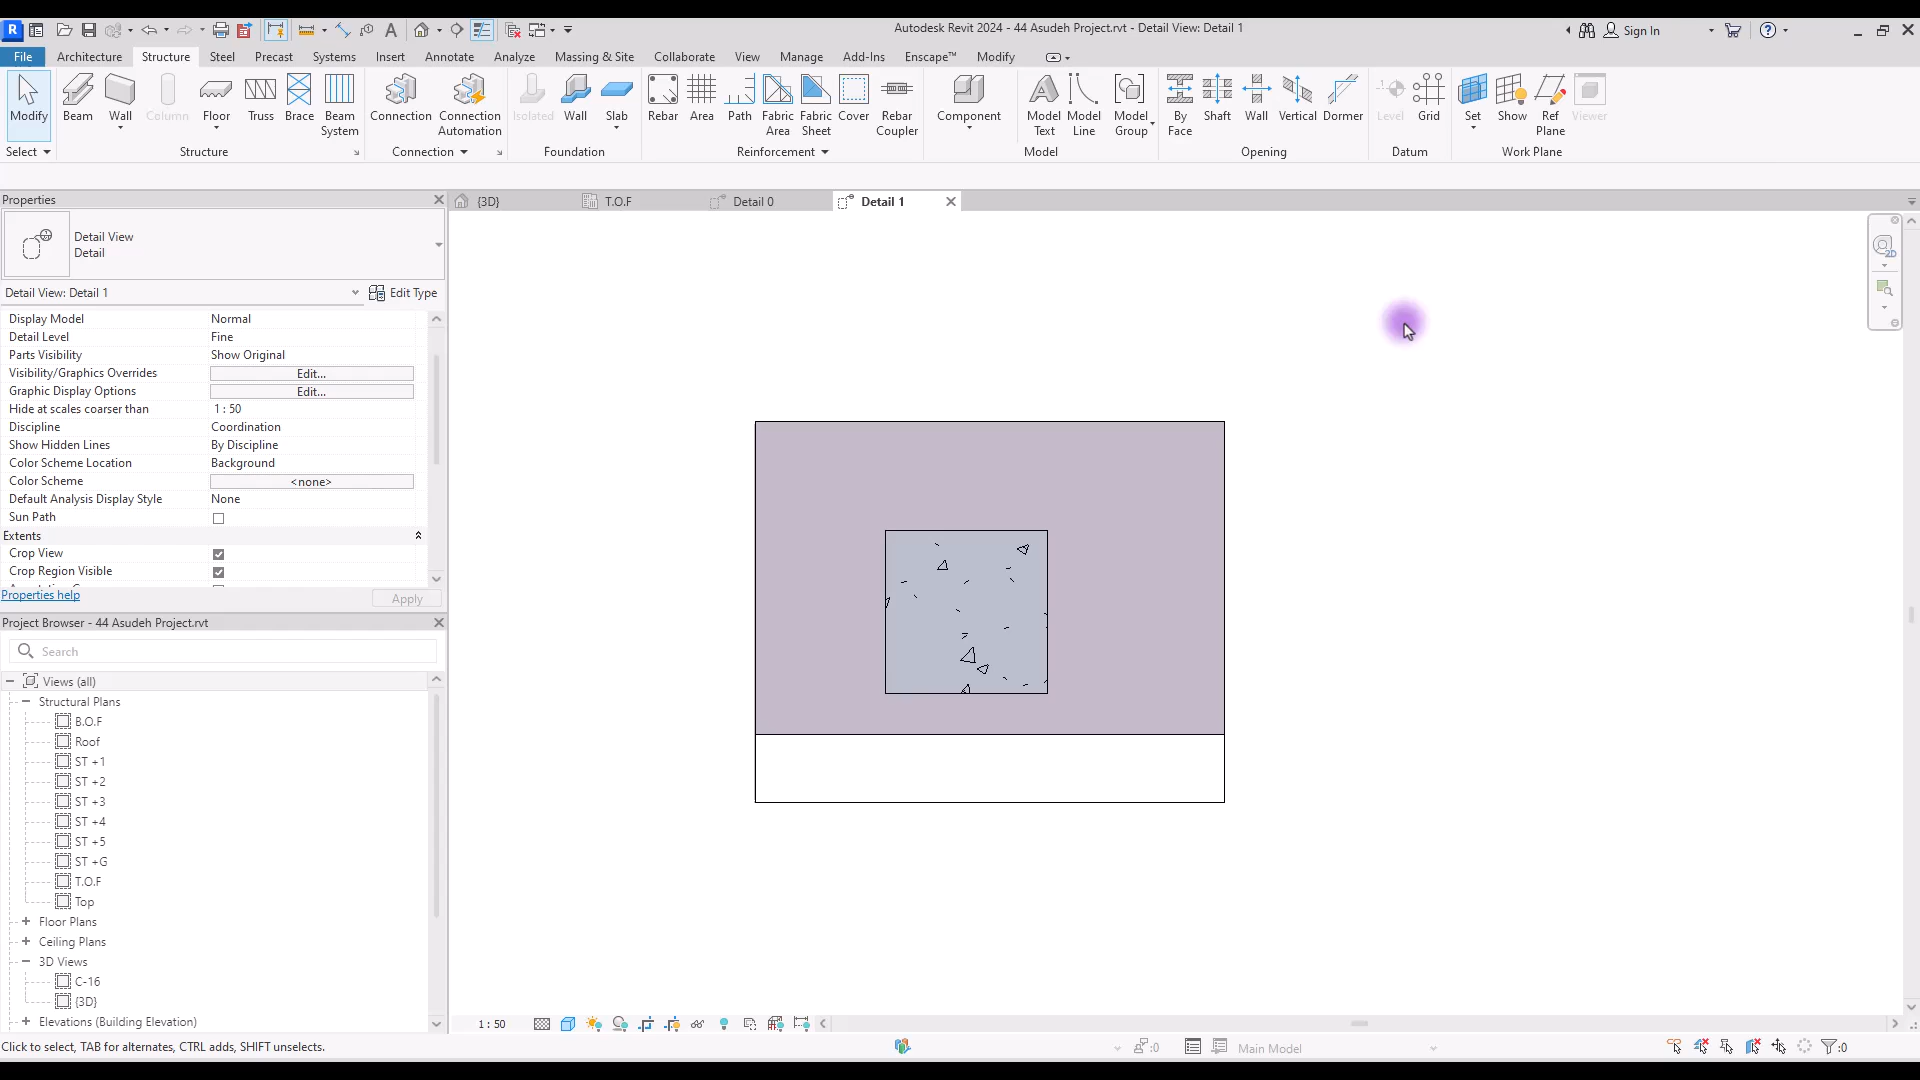 Autodesk Revit 2024 - 44 Asudeh Project.rvt - Detail View: Detail 1
Sign In
File Architecture Structure Steel Precast Systems Insert Annotate Analyze Massing & Site Collaborate View Manage Add-Ins Enscape™ Modify
Modify Beam Wall Column Floor Truss Brace Beam System Connection Connection Automation Isolated Wall Slab Rebar Area Path Fabric Area Fabric Sheet Cover Rebar Coupler Component Model Text Model Line Model Group By Face Shaft Wall Vertical Dormer Level Grid Set Show Ref Plane Viewer
Select Structure Connection Foundation Reinforcement Model Opening Datum Work Plane
Properties
{3D} T.O.F Detail 0 Detail 1
Detail View
Detail
Detail View: Detail 1 Edit Type
Display Model Normal
Detail Level Fine
Parts Visibility Show Original
Visibility/Graphics Overrides Edit...
Graphic Display Options Edit...
Hide at scales coarser than 1 : 50
Discipline Coordination
Show Hidden Lines By Discipline
Color Scheme Location Background
Color Scheme <none>
Default Analysis Display Style None
Sun Path
Extents
Crop View
Crop Region Visible
Properties help Apply
Project Browser - 44 Asudeh Project.rvt
Search
Views (all)
Structural Plans
B.O.F
Roof
ST +1
ST +2
ST +3
ST +4
ST +5
ST +G
T.O.F
Top
Floor Plans
Ceiling Plans
3D Views
C-16
{3D}
Elevations (Building Elevation)
1 : 50
Click to select, TAB for alternates, CTRL adds, SHIFT unselects.
:0
Main Model
:0